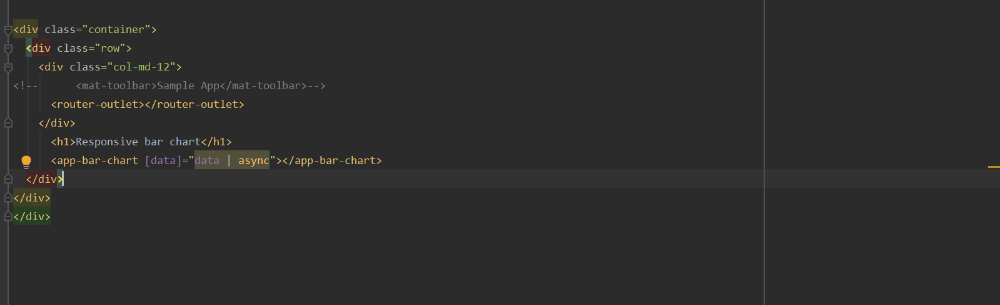 <div class="container">
  <div class="row">
    <div class="col-md-12">
<!--      <mat-toolbar>Sample App</mat-toolbar>-->
      <router-outlet></router-outlet>
    </div>
      <h1>Responsive bar chart</h1>
      <app-bar-chart [data]="data | async"></app-bar-chart>
  </div>
</div>
</div>